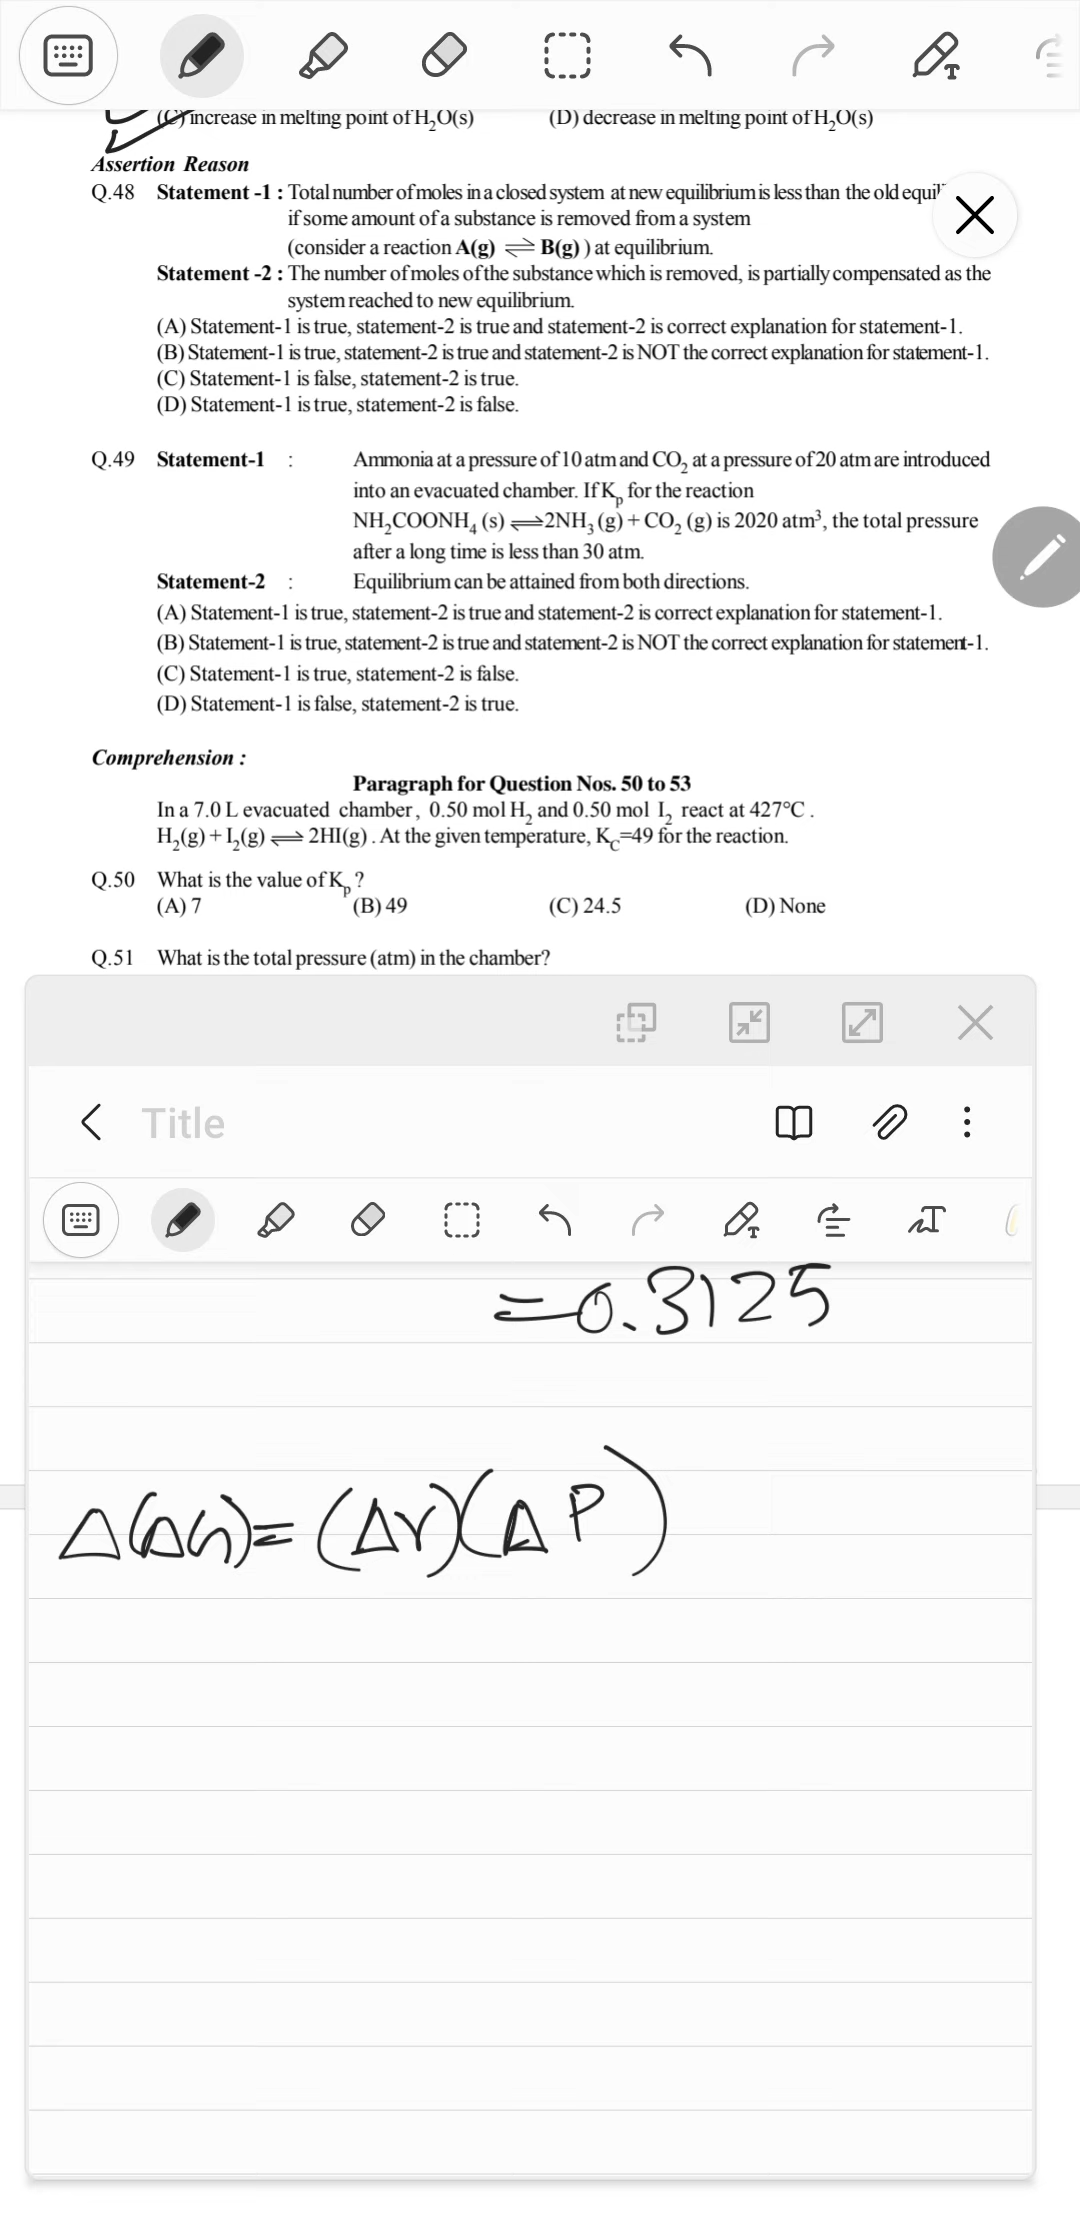 (C) increase in melting point of H₂O(s) (D) decrease in melting point of H₂O(s)
Assertion Reason
Q.48 Statement -1 : Total number of moles in a closed system at new equilibrium is less than the old equil
if some amount of a substance is removed from a system
(consider a reaction A(g) ⇌ B(g) ) at equilibrium.
Statement -2 : The number of moles of the substance which is removed, is partially compensated as the
system reached to new equilibrium.
(A) Statement-1 is true, statement-2 is true and statement-2 is correct explanation for statement-1.
(B) Statement-1 is true, statement-2 is true and statement-2 is NOT the correct explanation for statement-1.
(C) Statement-1 is false, statement-2 is true.
(D) Statement-1 is true, statement-2 is false.
Q.49 Statement-1 : Ammonia at a pressure of 10 atm and CO₂ at a pressure of 20 atm are introduced
into an evacuated chamber. If Kp for the reaction
NH₂COONH₄ (s) ⇌ 2NH₃ (g) + CO₂ (g) is 2020 atm³, the total pressure
after a long time is less than 30 atm.
Statement-2 : Equilibrium can be attained from both directions.
(A) Statement-1 is true, statement-2 is true and statement-2 is correct explanation for statement-1.
(B) Statement-1 is true, statement-2 is true and statement-2 is NOT the correct explanation for statement-1.
(C) Statement-1 is true, statement-2 is false.
(D) Statement-1 is false, statement-2 is true.
Comprehension :
Paragraph for Question Nos. 50 to 53
In a 7.0 L evacuated chamber, 0.50 mol H₂ and 0.50 mol I₂ react at 427°C .
H₂(g) + I₂(g) ⇌ 2HI(g) . At the given temperature, K_C=49 for the reaction.
Q.50 What is the value of Kp ?
(A) 7 (B) 49 (C) 24.5 (D) None
Q.51 What is the total pressure (atm) in the chamber?
Title
=0.3125
Δ(ΔG)=(ΔV)(ΔP)